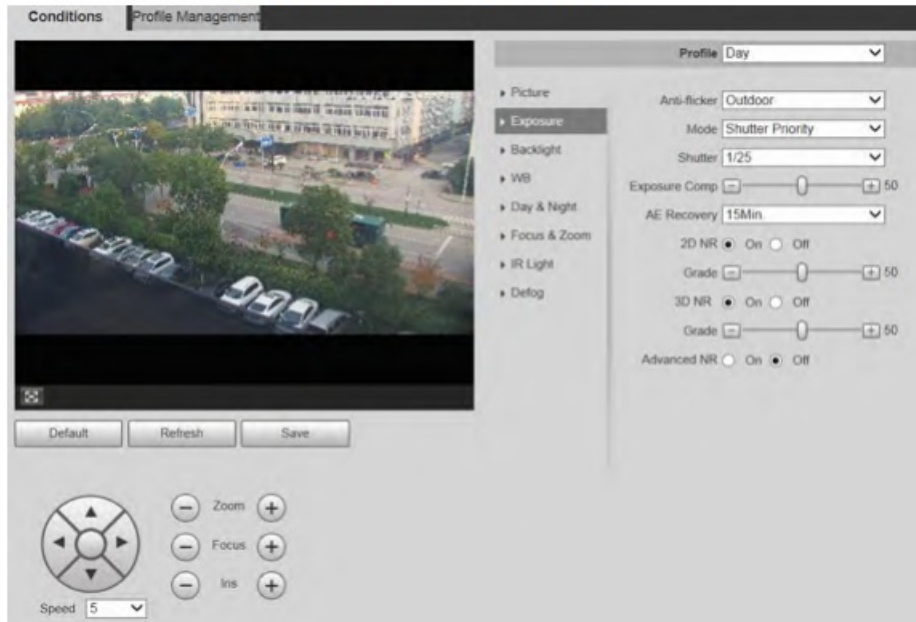 Conditions
Profile Management
Profile Day
Picture
Exposure
Backlight
WB
Day & Night
Focus & Zoom
IR Light
Defog
Anti-flicker Outdoor
Mode Shutter Priority
Shutter 1/25
Exposure Comp 50
AE Recovery 15Min.
2D NR On Off
Grade 50
3D NR On Off
Grade 50
Advanced NR On Off
Default Refresh Save
Zoom
Focus
Iris
Speed 5